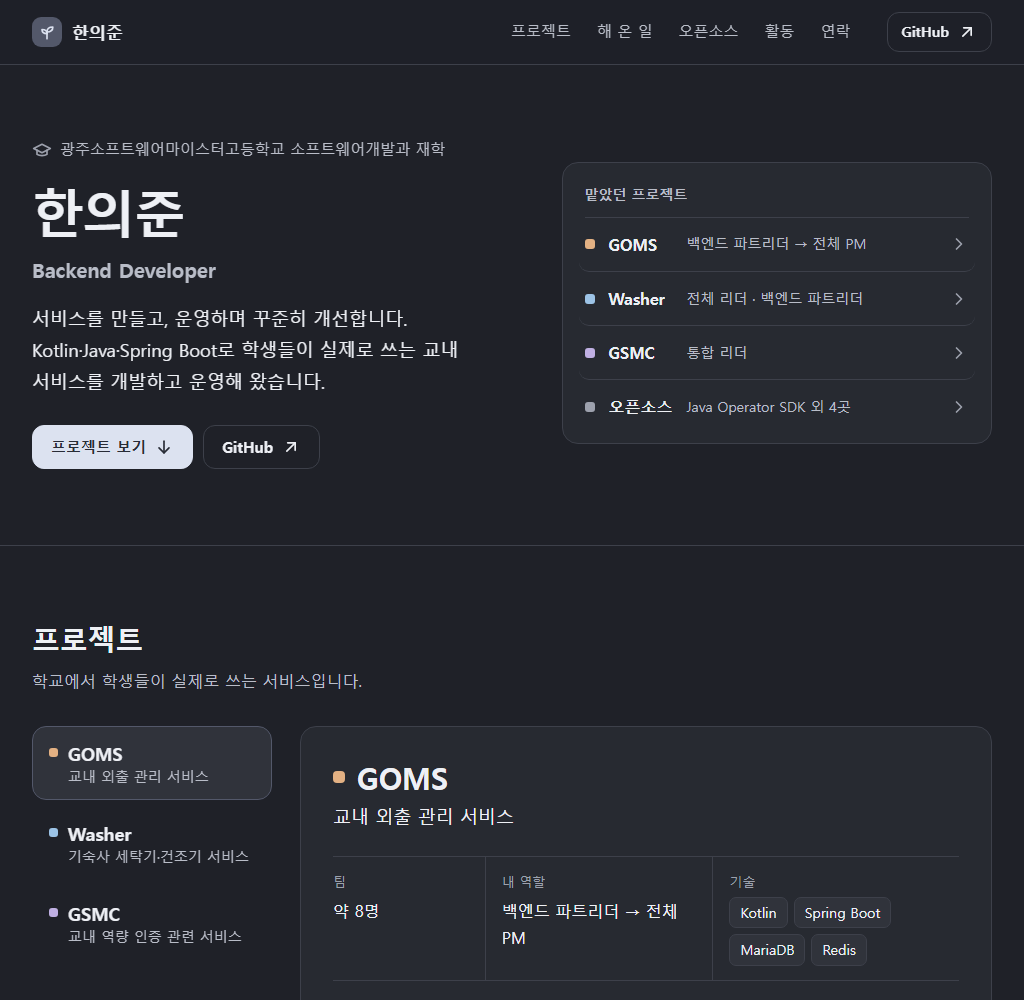 한의준
프로젝트
해 온 일
오픈소스
활동
연락
GitHub
광주소프트웨어마이스터고등학교 소프트웨어개발과 재학
한의준
Backend Developer
서비스를 만들고, 운영하며 꾸준히 개선합니다.
Kotlin·Java·Spring Boot로 학생들이 실제로 쓰는 교내
서비스를 개발하고 운영해 왔습니다.
프로젝트 보기 ↓
GitHub
맡았던 프로젝트
GOMS 백엔드 파트리더 → 전체 PM
Washer 전체 리더 · 백엔드 파트리더
GSMC 통합 리더
오픈소스 Java Operator SDK 외 4곳
프로젝트
학교에서 학생들이 실제로 쓰는 서비스입니다.
GOMS
교내 외출 관리 서비스
Washer
기숙사 세탁기·건조기 서비스
GSMC
교내 역량 인증 관련 서비스
GOMS
교내 외출 관리 서비스
팀
약 8명
내 역할
백엔드 파트리더 → 전체
PM
기술
Kotlin Spring Boot
MariaDB Redis